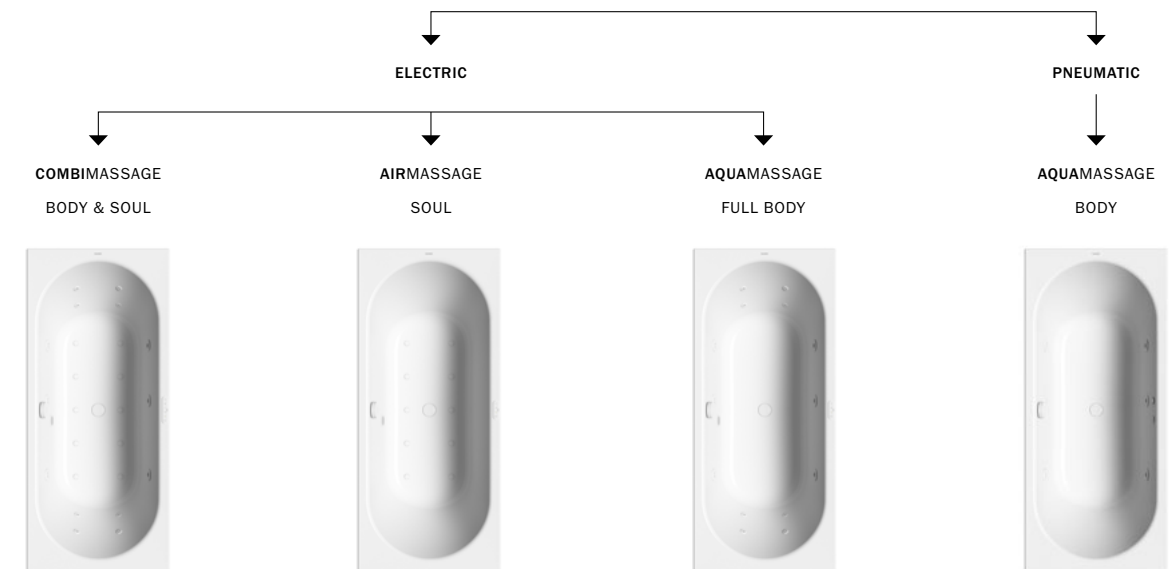 ELECTRIC
PNEUMATIC
COMBIMASSAGE
BODY & SOUL
AIRMASSAGE
SOUL
AQUAMASSAGE
FULL BODY
AQUAMASSAGE
BODY